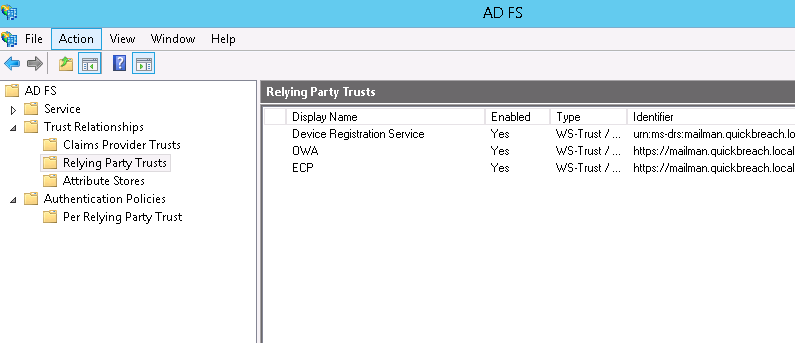 AD FS
File Action View Window Help
AD FS
Service
Trust Relationships
Claims Provider Trusts
Relying Party Trusts
Attribute Stores
Authentication Policies
Per Relying Party Trust
Relying Party Trusts
Display Name Enabled Type Identifier
Device Registration Service Yes WS-Trust / ... urn:ms-drs:mailman.quickbreach.lo
OWA Yes WS-Trust / ... https://mailman.quickbreach.local
ECP Yes WS-Trust / ... https://mailman.quickbreach.local